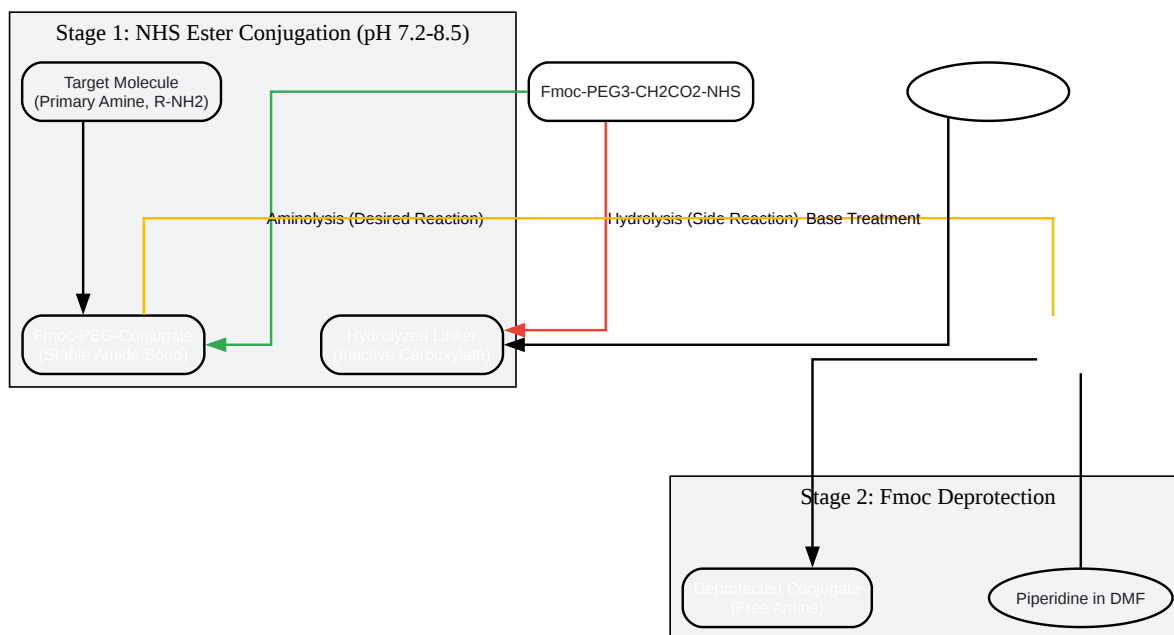 Stage 1: NHS Ester Conjugation (pH 7.2-8.5)
Target Molecule
(Primary Amine, R-NH2)
Fmoc-PEG3-CH2CO2-NHS
Aminolysis (Desired Reaction)
Hydrolysis (Side Reaction)
Base Treatment
Fmoc-PEG-Conjugate
(Stable Amide Bond)
Hydrolyzed Linker
(Inactive Carboxylate)
Stage 2: Fmoc Deprotection
Deprotected Conjugate
(Free Amine)
Piperidine in DMF